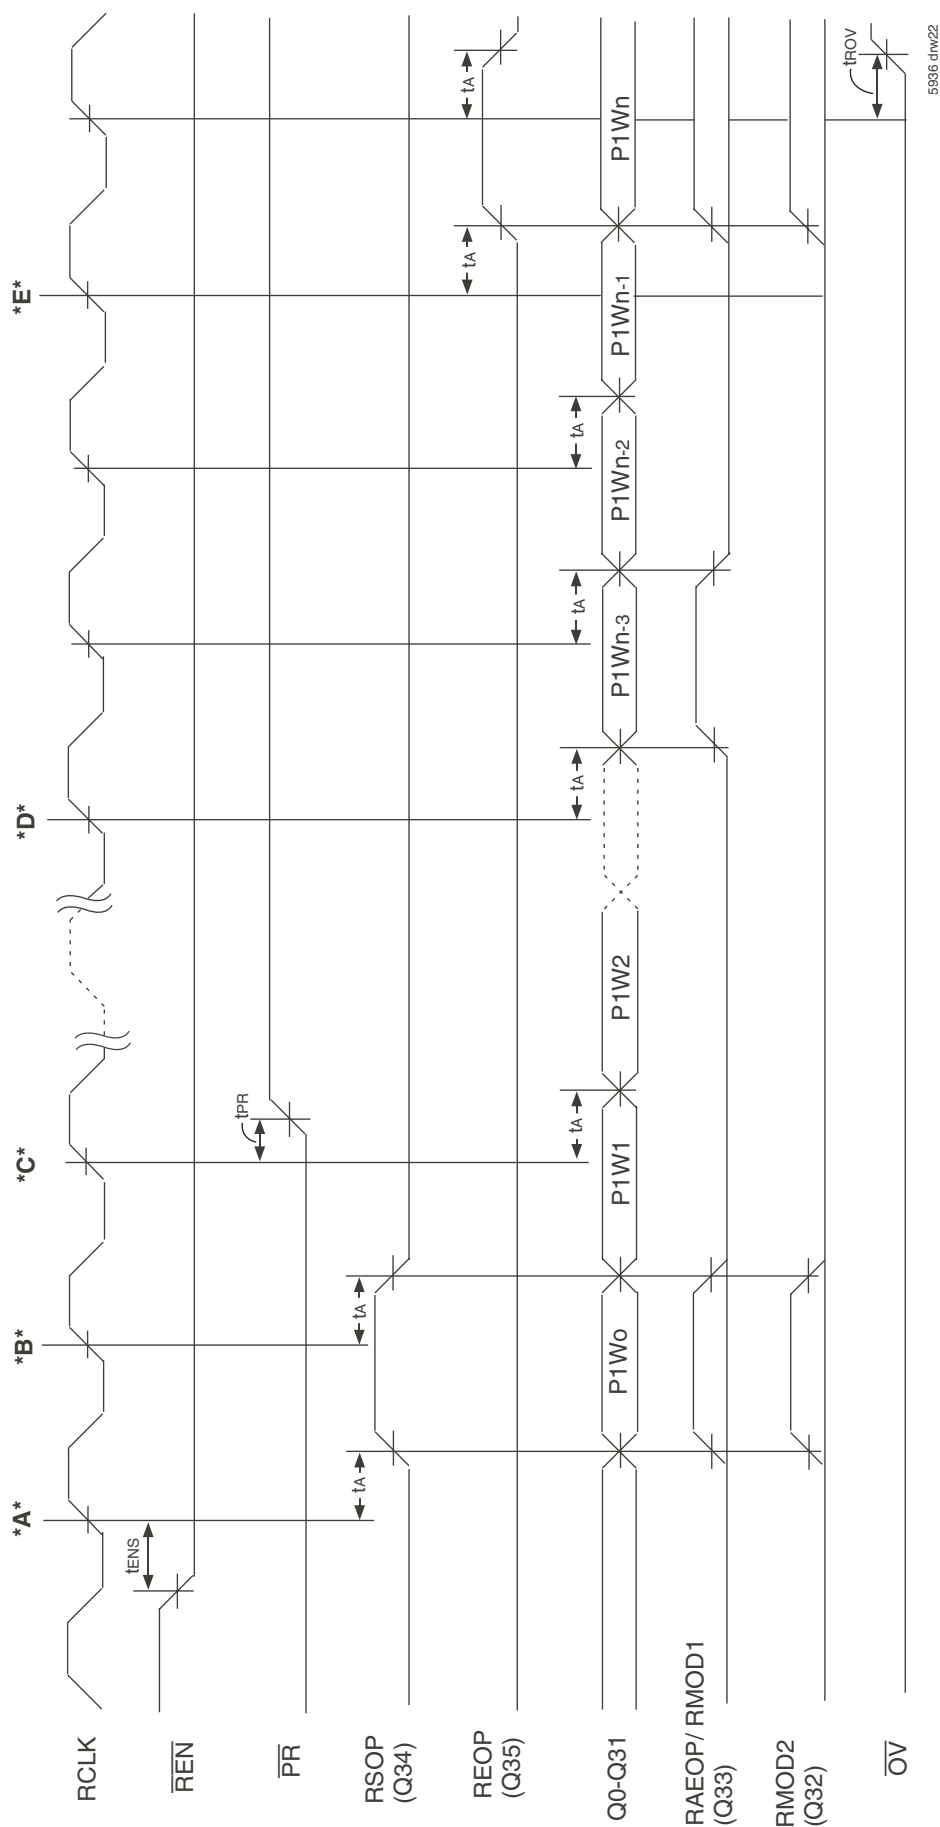 *A*
*B*
*C*
*D*
*E*
RCLK
tENS
REN
tPR
PR
RSOP
(Q34)
tA
tA
REOP
(Q35)
tA
tA
tA
tA
tA
tA
Q0-Q31
P1Wo
P1W1
P1W2
P1Wn-3
P1Wn-2
P1Wn-1
P1Wn
RAEOP/ RMOD1
(Q33)
RMOD2
(Q32)
tROV
OV
5936 drw22